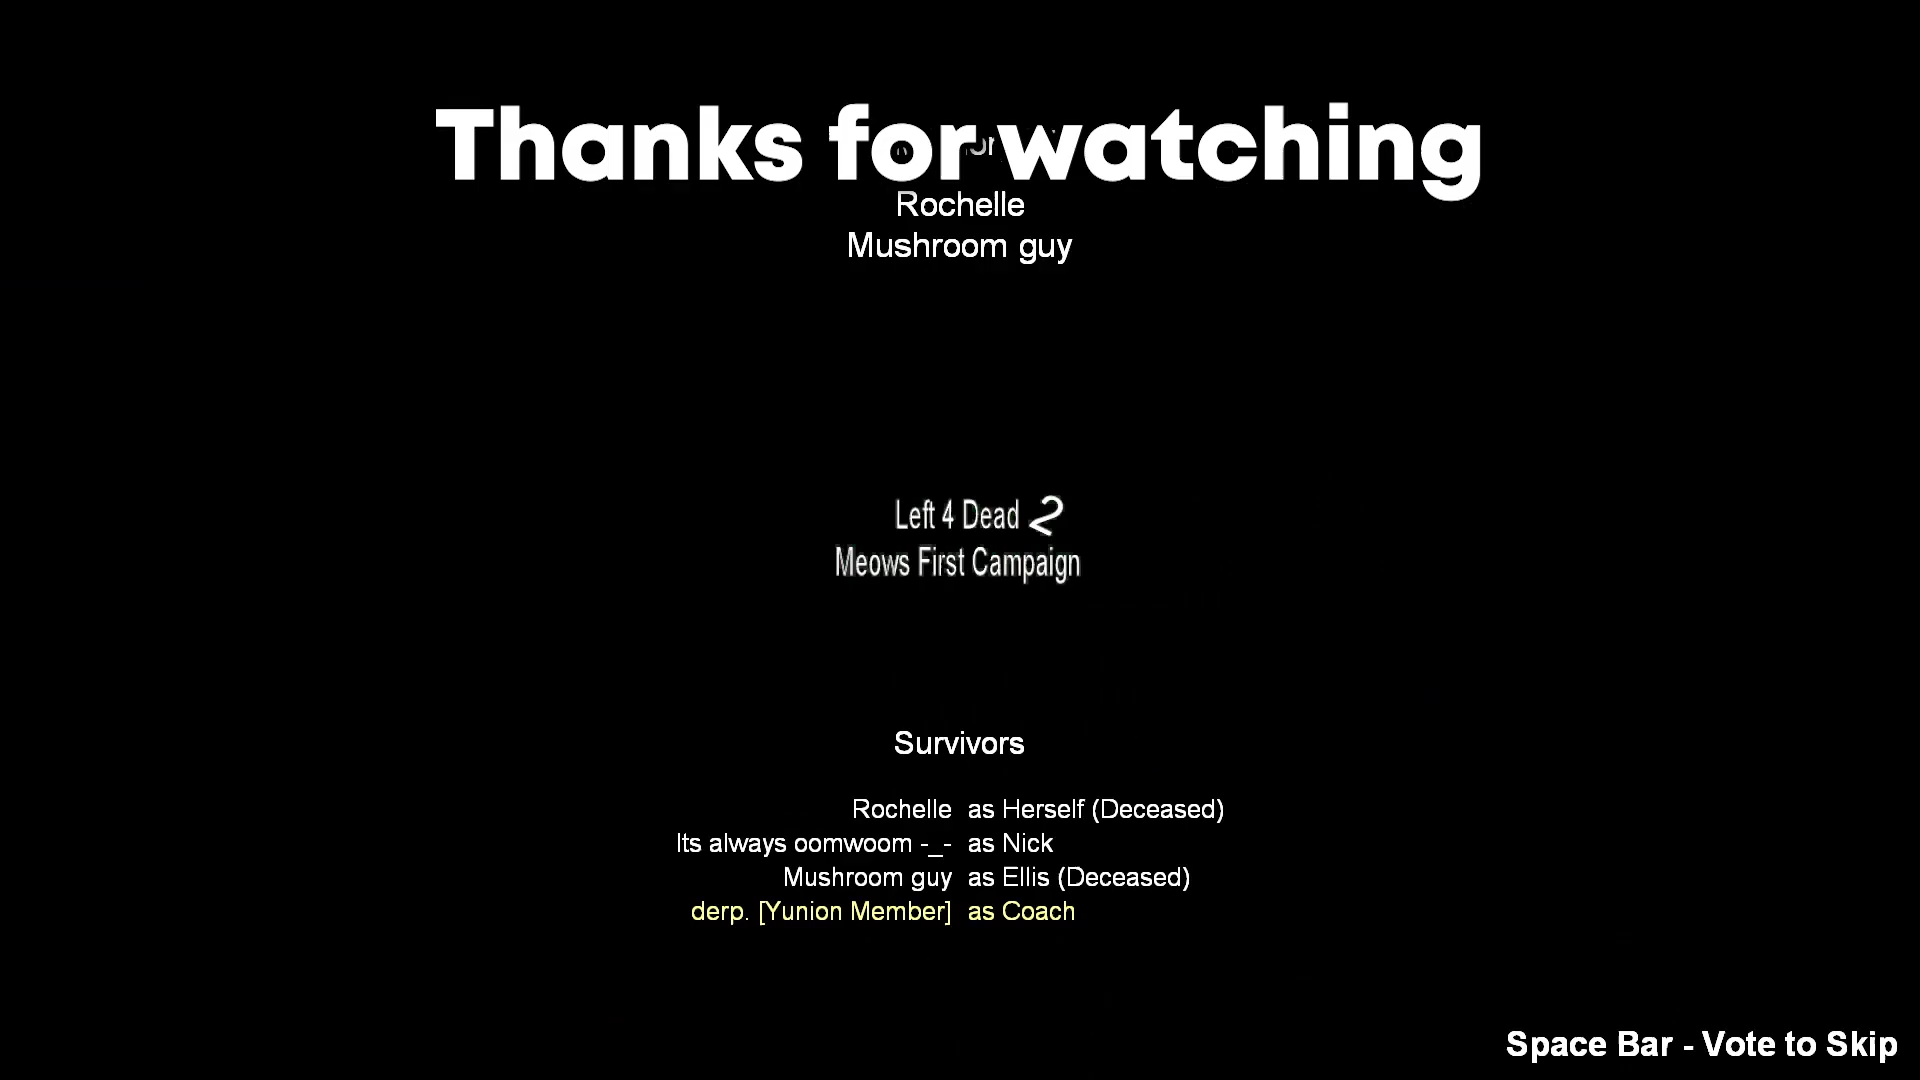 Thanks for watching
Rochelle
Mushroom guy
Left 4 Dead 2
Meows First Campaign
Survivors
Rochelle as Herself (Deceased)
Its always oomwoom -_- as Nick
Mushroom guy as Ellis (Deceased)
derp. [Yunion Member] as Coach
Space Bar - Vote to Skip